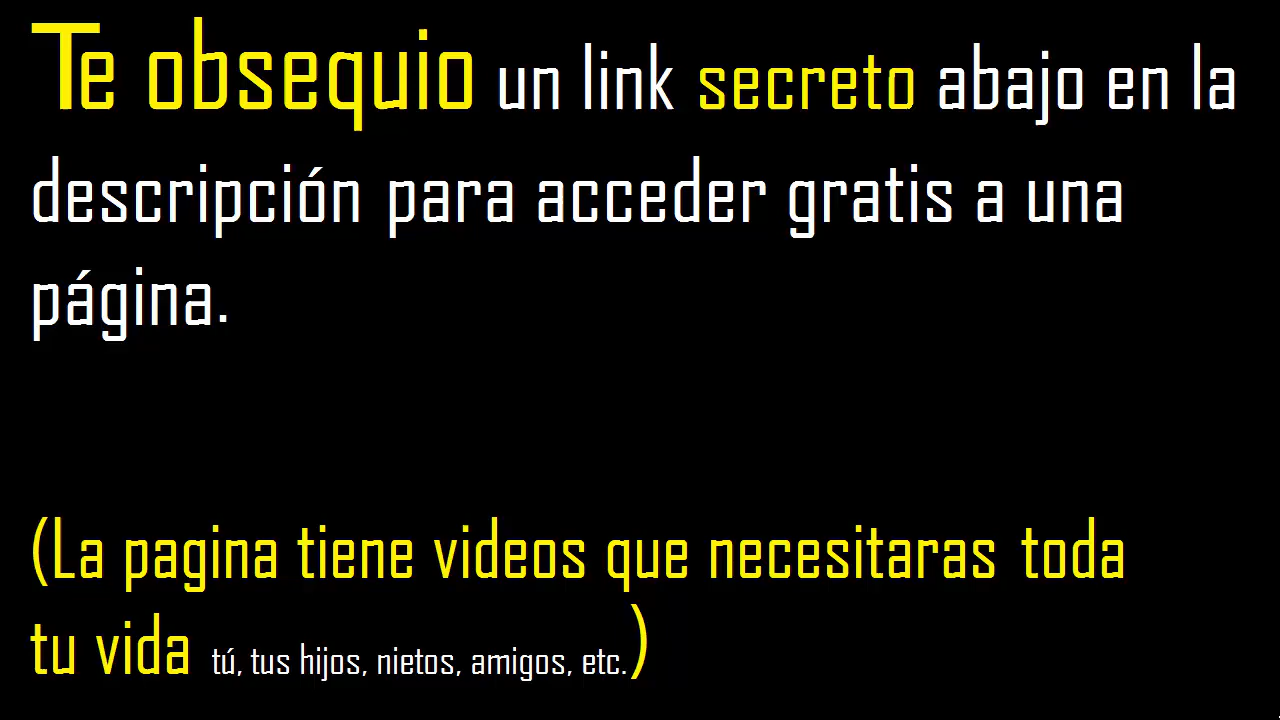 Te obsequio un link secreto abajo en la
descripción para acceder gratis a una
página.
(La pagina tiene videos que necesitaras toda
tu vida tú, tus hijos, nietos, amigos, etc.)